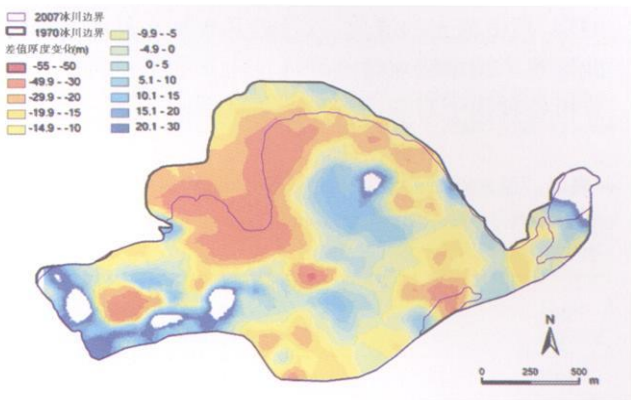 2007冰川边界
1970冰川边界
差值厚度变化(m)
-55 - -50
-49.9 - -30
-29.9 - -20
-19.9 - -15
-14.9 - -10
-9.9 - -5
-4.9 - 0
0 - 5
5.1 - 10
10.1 - 15
15.1 - 20
20.1 - 30
N
0 250 500
m